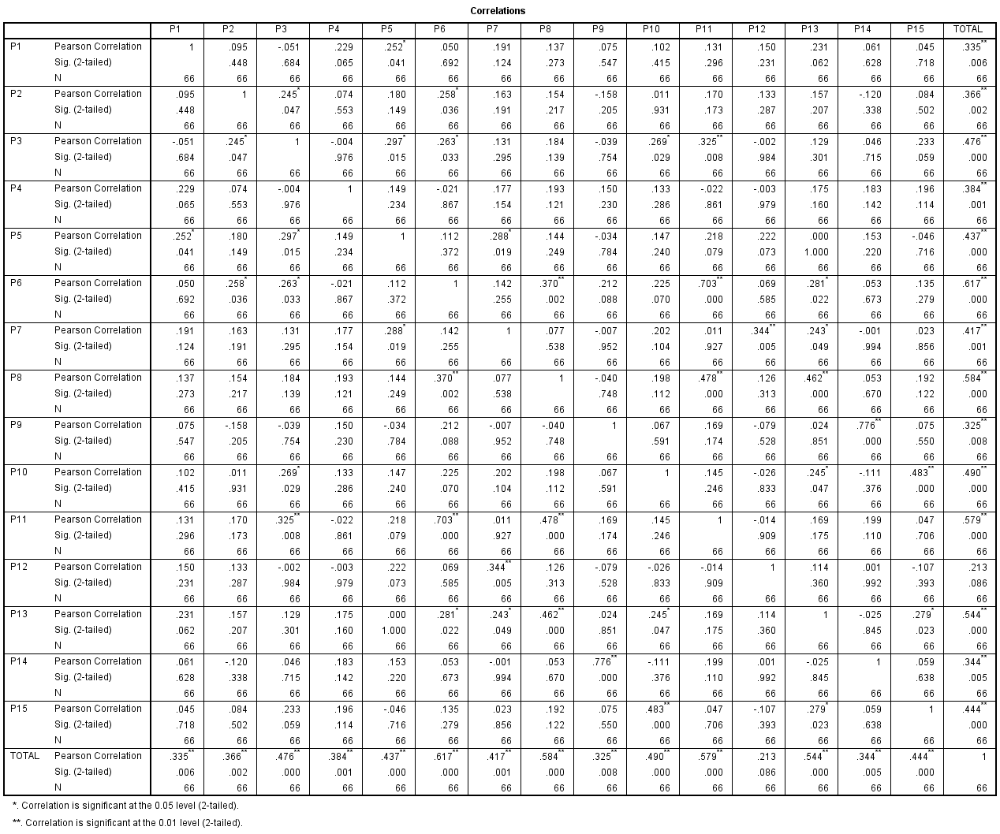 Correlations
P1 P2 P3 P4 P5 P6 P7 P8 P9 P10 P11 P12 P13 P14 P15 TOTAL
P1 Pearson Correlation 1 .095 -.051 .229 .252* .050 .191 .137 .075 .102 .131 .150 .231 .061 .045 .335**
Sig. (2-tailed) .448 .684 .065 .041 .692 .124 .273 .547 .415 .296 .231 .062 .628 .718 .006
N 66 66 66 66 66 66 66 66 66 66 66 66 66 66 66 66
P2 Pearson Correlation .095 1 .245* .074 .180 .258* .163 .154 -.158 .011 .170 .133 .157 -.120 .084 .366**
Sig. (2-tailed) .448 .047 .553 .149 .036 .191 .217 .205 .931 .173 .287 .207 .338 .502 .002
N 66 66 66 66 66 66 66 66 66 66 66 66 66 66 66 66
P3 Pearson Correlation -.051 .245* 1 -.004 .297* .263* .131 .184 -.039 .269* .325** -.002 .129 .046 .233 .476**
Sig. (2-tailed) .684 .047 .976 .015 .033 .295 .139 .754 .029 .008 .984 .301 .715 .059 .000
N 66 66 66 66 66 66 66 66 66 66 66 66 66 66 66 66
P4 Pearson Correlation .229 .074 -.004 1 .149 -.021 .177 .193 .150 .133 -.022 -.003 .175 .183 .196 .384**
Sig. (2-tailed) .065 .553 .976 .234 .867 .154 .121 .230 .286 .861 .979 .160 .142 .114 .001
N 66 66 66 66 66 66 66 66 66 66 66 66 66 66 66 66
P5 Pearson Correlation .252* .180 .297* .149 1 .112 .288* .144 -.034 .147 .218 .222 .000 .153 -.046 .437**
Sig. (2-tailed) .041 .149 .015 .234 .372 .019 .249 .784 .240 .079 .073 1.000 .220 .716 .000
N 66 66 66 66 66 66 66 66 66 66 66 66 66 66 66 66
P6 Pearson Correlation .050 .258* .263* -.021 .112 1 .142 .370** .212 .225 .703** .069 .281* .053 .135 .617**
Sig. (2-tailed) .692 .036 .033 .867 .372 .255 .002 .088 .070 .000 .585 .022 .673 .279 .000
N 66 66 66 66 66 66 66 66 66 66 66 66 66 66 66 66
P7 Pearson Correlation .191 .163 .131 .177 .288* .142 1 .077 -.007 .202 .011 .344** .243* -.001 .023 .417**
Sig. (2-tailed) .124 .191 .295 .154 .019 .255 .538 .952 .104 .927 .005 .049 .994 .856 .001
N 66 66 66 66 66 66 66 66 66 66 66 66 66 66 66 66
P8 Pearson Correlation .137 .154 .184 .193 .144 .370** .077 1 -.040 .198 .478** .126 .462** .053 .192 .584**
Sig. (2-tailed) .273 .217 .139 .121 .249 .002 .538 .748 .112 .000 .313 .000 .670 .122 .000
N 66 66 66 66 66 66 66 66 66 66 66 66 66 66 66 66
P9 Pearson Correlation .075 -.158 -.039 .150 -.034 .212 -.007 -.040 1 .067 .169 -.079 .024 .776** .075 .325**
Sig. (2-tailed) .547 .205 .754 .230 .784 .088 .952 .748 .591 .174 .528 .851 .000 .550 .008
N 66 66 66 66 66 66 66 66 66 66 66 66 66 66 66 66
P10 Pearson Correlation .102 .011 .269* .133 .147 .225 .202 .198 .067 1 .145 -.026 .245* -.111 .483** .490**
Sig. (2-tailed) .415 .931 .029 .286 .240 .070 .104 .112 .591 .246 .833 .047 .376 .000 .000
N 66 66 66 66 66 66 66 66 66 66 66 66 66 66 66 66
P11 Pearson Correlation .131 .170 .325** -.022 .218 .703** .011 .478** .169 .145 1 -.014 .169 .199 .047 .579**
Sig. (2-tailed) .296 .173 .008 .861 .079 .000 .927 .000 .174 .246 .909 .175 .110 .706 .000
N 66 66 66 66 66 66 66 66 66 66 66 66 66 66 66 66
P12 Pearson Correlation .150 .133 -.002 -.003 .222 .069 .344** .126 -.079 -.026 -.014 1 .114 .001 -.107 .213
Sig. (2-tailed) .231 .287 .984 .979 .073 .585 .005 .313 .528 .833 .909 .360 .992 .393 .086
N 66 66 66 66 66 66 66 66 66 66 66 66 66 66 66 66
P13 Pearson Correlation .231 .157 .129 .175 .000 .281* .243* .462** .024 .245* .169 .114 1 -.025 .279* .544**
Sig. (2-tailed) .062 .207 .301 .160 1.000 .022 .049 .000 .851 .047 .175 .360 .845 .023 .000
N 66 66 66 66 66 66 66 66 66 66 66 66 66 66 66 66
P14 Pearson Correlation .061 -.120 .046 .183 .153 .053 -.001 .053 .776** -.111 .199 .001 -.025 1 .059 .344**
Sig. (2-tailed) .628 .338 .715 .142 .220 .673 .994 .670 .000 .376 .110 .992 .845 .638 .005
N 66 66 66 66 66 66 66 66 66 66 66 66 66 66 66 66
P15 Pearson Correlation .045 .084 .233 .196 -.046 .135 .023 .192 .075 .483** .047 -.107 .279* .059 1 .444**
Sig. (2-tailed) .718 .502 .059 .114 .716 .279 .856 .122 .550 .000 .706 .393 .023 .638 .000
N 66 66 66 66 66 66 66 66 66 66 66 66 66 66 66 66
TOTAL Pearson Correlation .335** .366** .476** .384** .437** .617** .417** .584** .325** .490** .579** .213 .544** .344** .444** 1
Sig. (2-tailed) .006 .002 .000 .001 .000 .000 .001 .000 .008 .000 .000 .086 .000 .005 .000
N 66 66 66 66 66 66 66 66 66 66 66 66 66 66 66 66
*. Correlation is significant at the 0.05 level (2-tailed).
**. Correlation is significant at the 0.01 level (2-tailed).